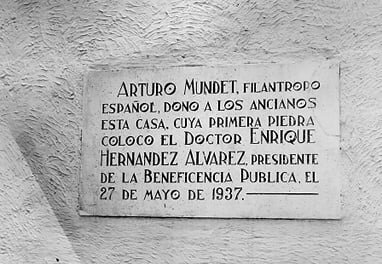 ARTURO MUNDET, FILANTROPO
ESPAÑOL, DONO A LOS ANCIANOS
ESTA CASA, CUYA PRIMERA PIEDRA
COLOCO EL DOCTOR ENRIQUE
HERNANDEZ ALVAREZ, PRESIDENTE
DE LA BENEFICENCIA PUBLICA, EL
27 DE MAYO DE 1937.